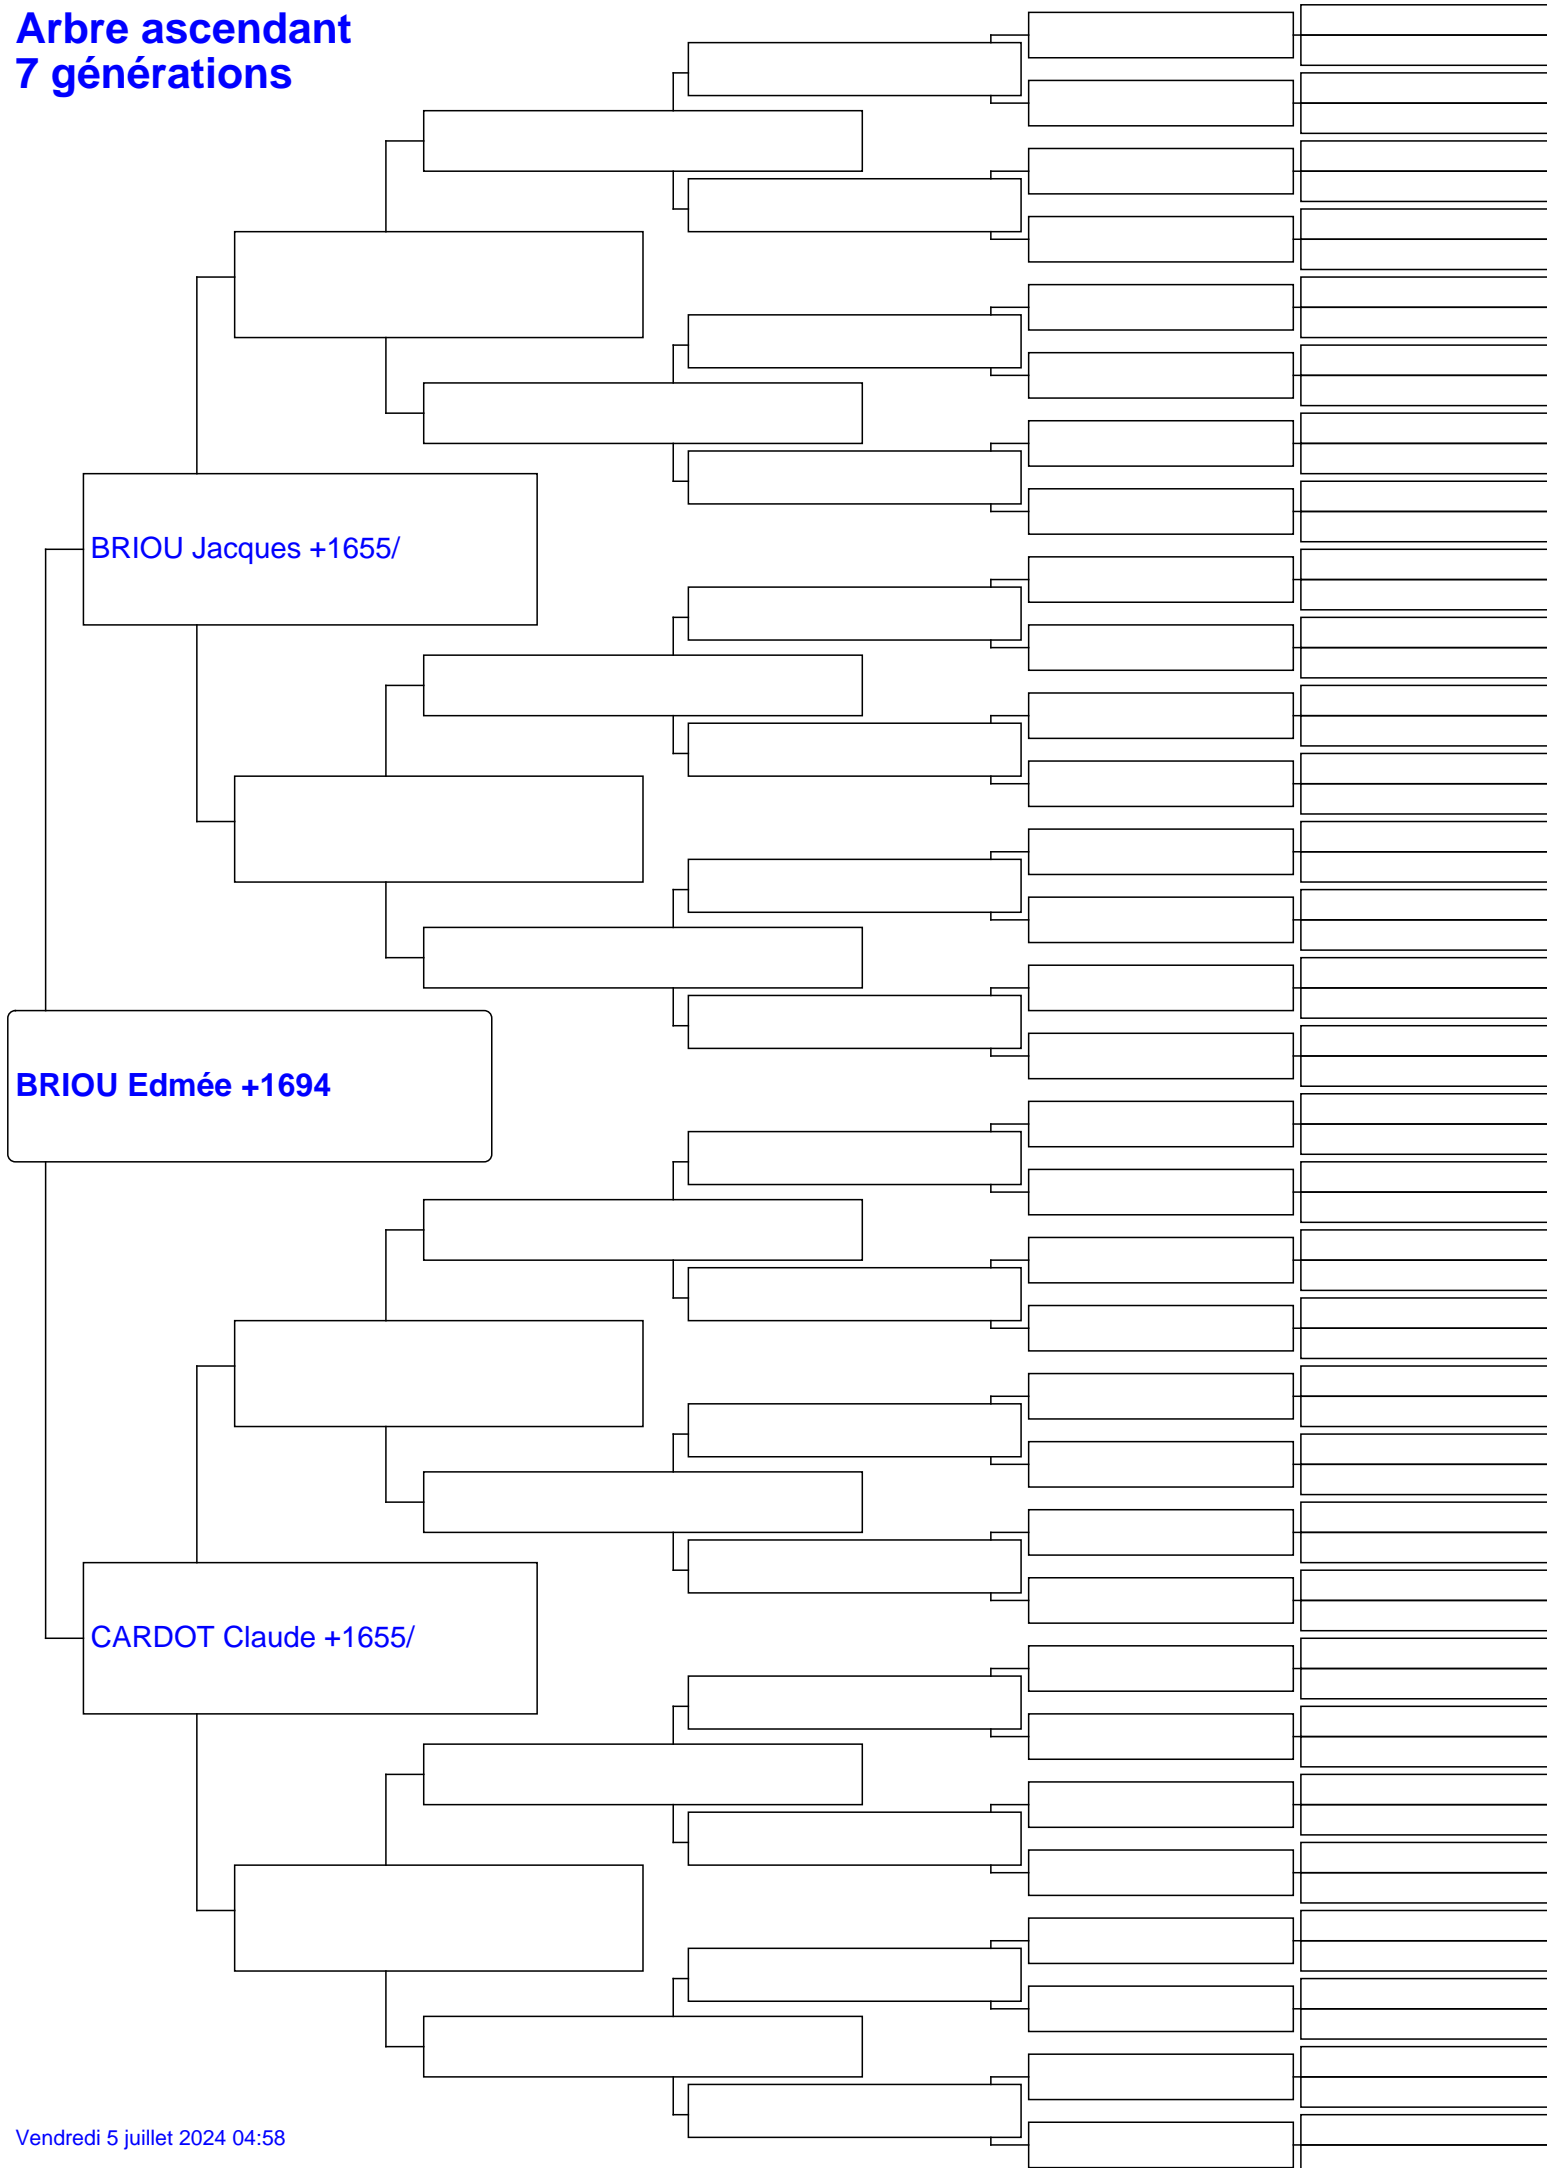 Arbre ascendant
7 générations
BRIOU Jacques +1655/
BRIOU Edmée +1694
CARDOT Claude +1655/
Vendredi 5 juillet 2024 04:58